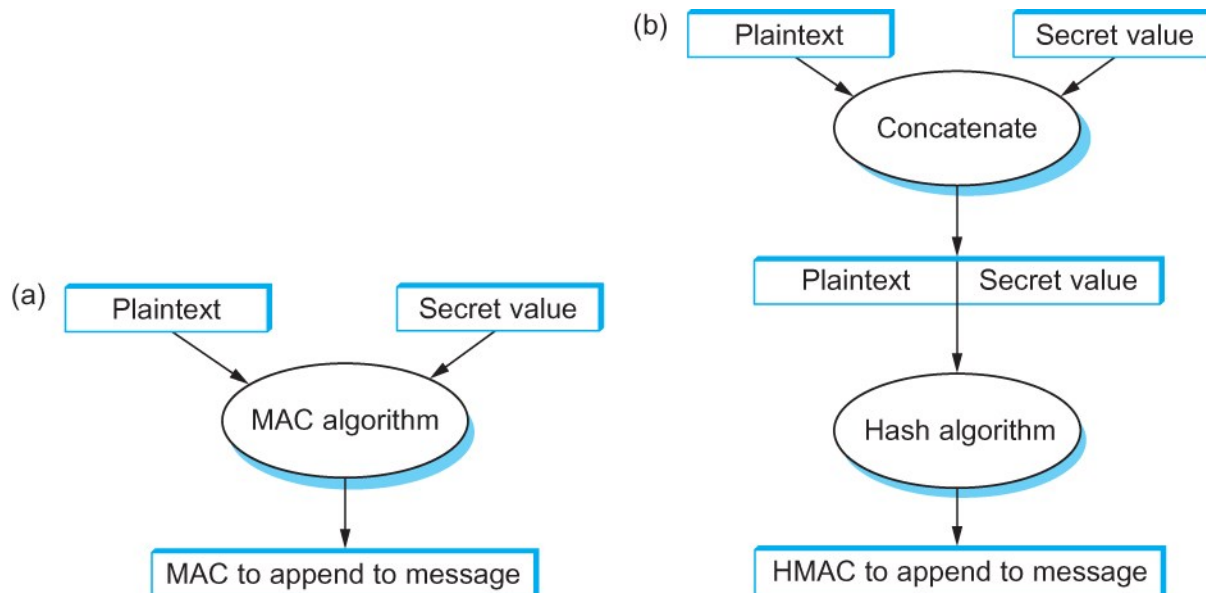 (a)
Plaintext
Secret value
MAC algorithm
MAC to append to message
(b)
Plaintext
Secret value
Concatenate
Plaintext
Secret value
Hash algorithm
HMAC to append to message